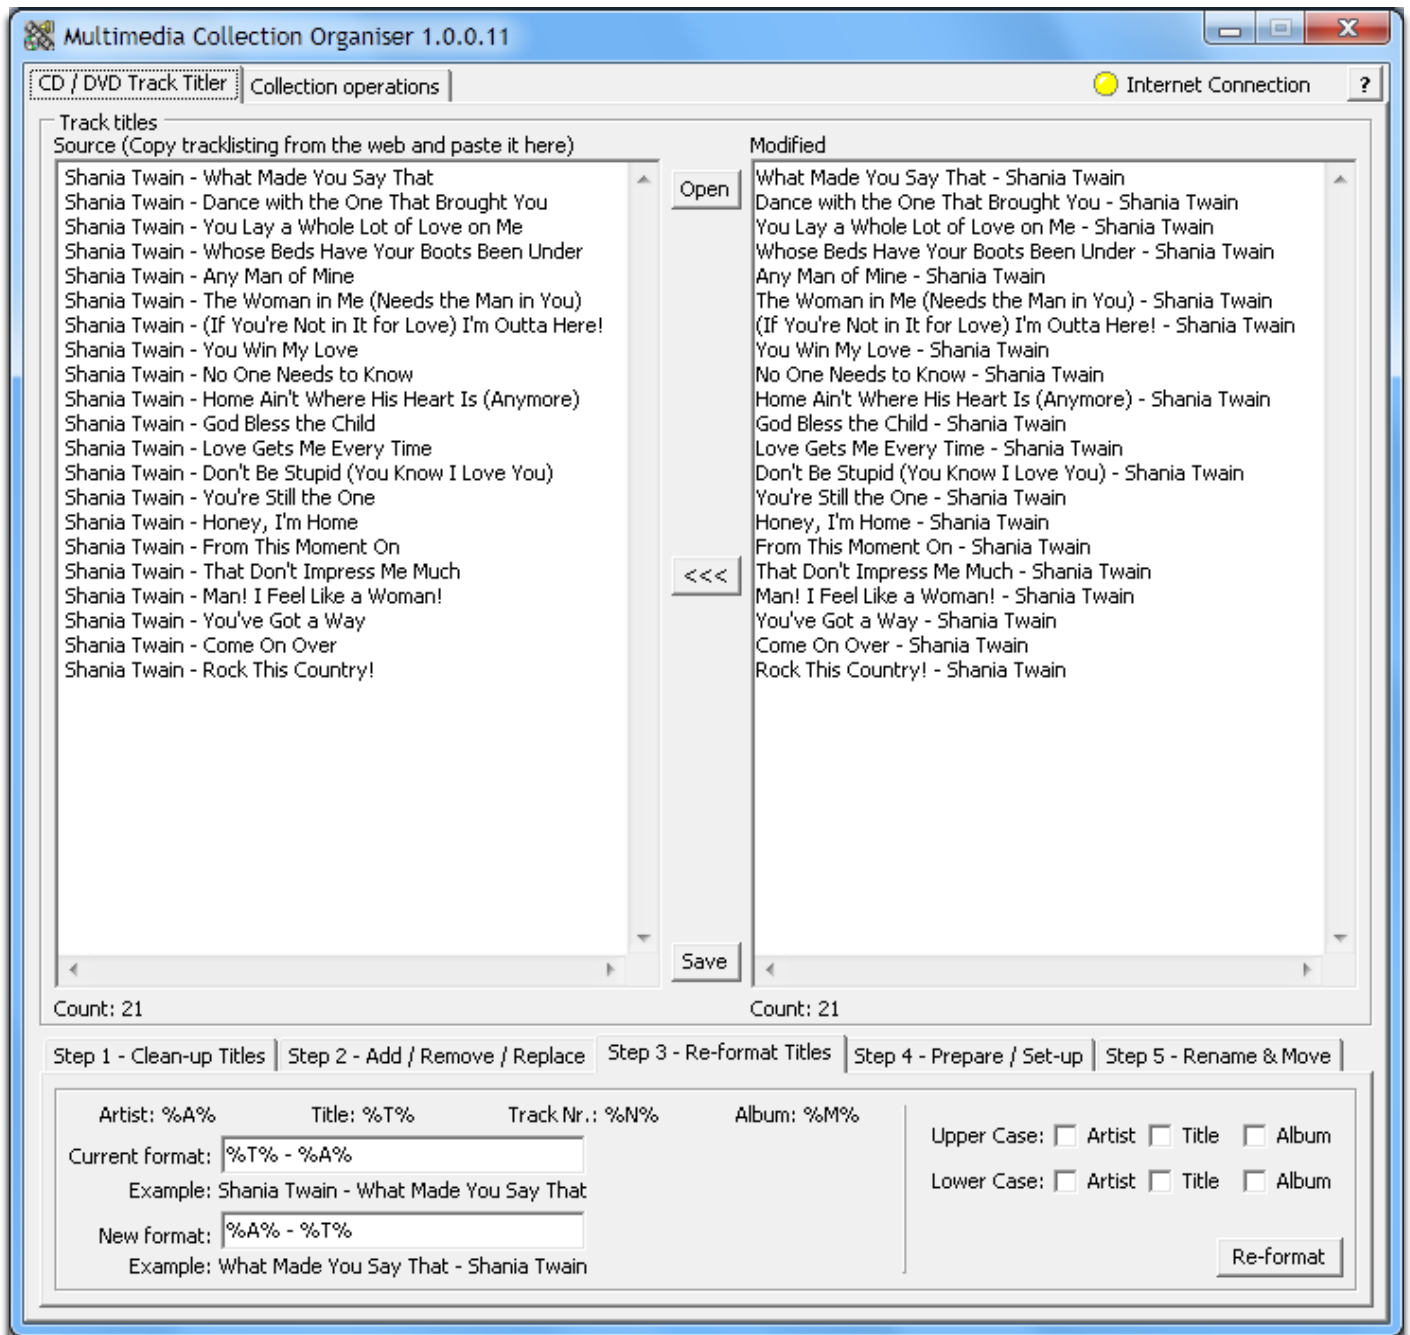 Multimedia Collection Organiser 1.0.0.11
CD / DVD Track Titler
Collection operations
Internet Connection
?
Track titles
Source (Copy tracklisting from the web and paste it here)
Shania Twain - What Made You Say That
Shania Twain - Dance with the One That Brought You
Shania Twain - You Lay a Whole Lot of Love on Me
Shania Twain - Whose Beds Have Your Boots Been Under
Shania Twain - Any Man of Mine
Shania Twain - The Woman in Me (Needs the Man in You)
Shania Twain - (If You're Not in It for Love) I'm Outta Here!
Shania Twain - You Win My Love
Shania Twain - No One Needs to Know
Shania Twain - Home Ain't Where His Heart Is (Anymore)
Shania Twain - God Bless the Child
Shania Twain - Love Gets Me Every Time
Shania Twain - Don't Be Stupid (You Know I Love You)
Shania Twain - You're Still the One
Shania Twain - Honey, I'm Home
Shania Twain - From This Moment On
Shania Twain - That Don't Impress Me Much
Shania Twain - Man! I Feel Like a Woman!
Shania Twain - You've Got a Way
Shania Twain - Come On Over
Shania Twain - Rock This Country!
Count: 21
Open
<<<
Save
Modified
What Made You Say That - Shania Twain
Dance with the One That Brought You - Shania Twain
You Lay a Whole Lot of Love on Me - Shania Twain
Whose Beds Have Your Boots Been Under - Shania Twain
Any Man of Mine - Shania Twain
The Woman in Me (Needs the Man in You) - Shania Twain
(If You're Not in It for Love) I'm Outta Here! - Shania Twain
You Win My Love - Shania Twain
No One Needs to Know - Shania Twain
Home Ain't Where His Heart Is (Anymore) - Shania Twain
God Bless the Child - Shania Twain
Love Gets Me Every Time - Shania Twain
Don't Be Stupid (You Know I Love You) - Shania Twain
You're Still the One - Shania Twain
Honey, I'm Home - Shania Twain
From This Moment On - Shania Twain
That Don't Impress Me Much - Shania Twain
Man! I Feel Like a Woman! - Shania Twain
You've Got a Way - Shania Twain
Come On Over - Shania Twain
Rock This Country! - Shania Twain
Count: 21
Step 1 - Clean-up Titles
Step 2 - Add / Remove / Replace
Step 3 - Re-format Titles
Step 4 - Prepare / Set-up
Step 5 - Rename & Move
Artist: %A% Title: %T% Track Nr.: %N% Album: %M%
Current format: %T% - %A%
Example: Shania Twain - What Made You Say That
New format: %A% - %T%
Example: What Made You Say That - Shania Twain
Upper Case: Artist Title Album
Lower Case: Artist Title Album
Re-format